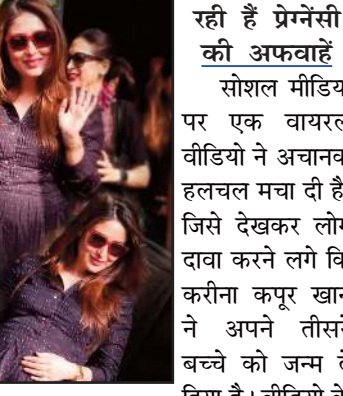 रही हैं प्रेग्नेंसी
की अफवाहें
सोशल मीडिय
पर एक वायरल
वीडियो ने अचानक
हलचल मचा दी है
जिसे देखकर लोग
दावा करने लगे कि
करीना कपूर खान
ने अपने तीसरे
बच्चे को जन्म दे